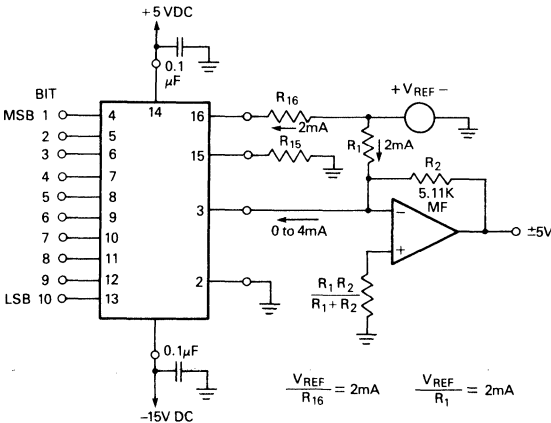 +5 VDC
0.1
µF
BIT
14
MSB 1 4
2 5
3 6
4 7
5 8
6 9
7 10
8 11
9 12
LSB 10 13
16
15
3
2
R16
2mA
R15
+VREF−
R1
2mA
R2
5.11K
MF
0 to 4mA
−
+
±5V
R1 R2
R1 + R2
0.1µF
−15V DC
VREF
R16
= 2mA
VREF
R1
= 2mA